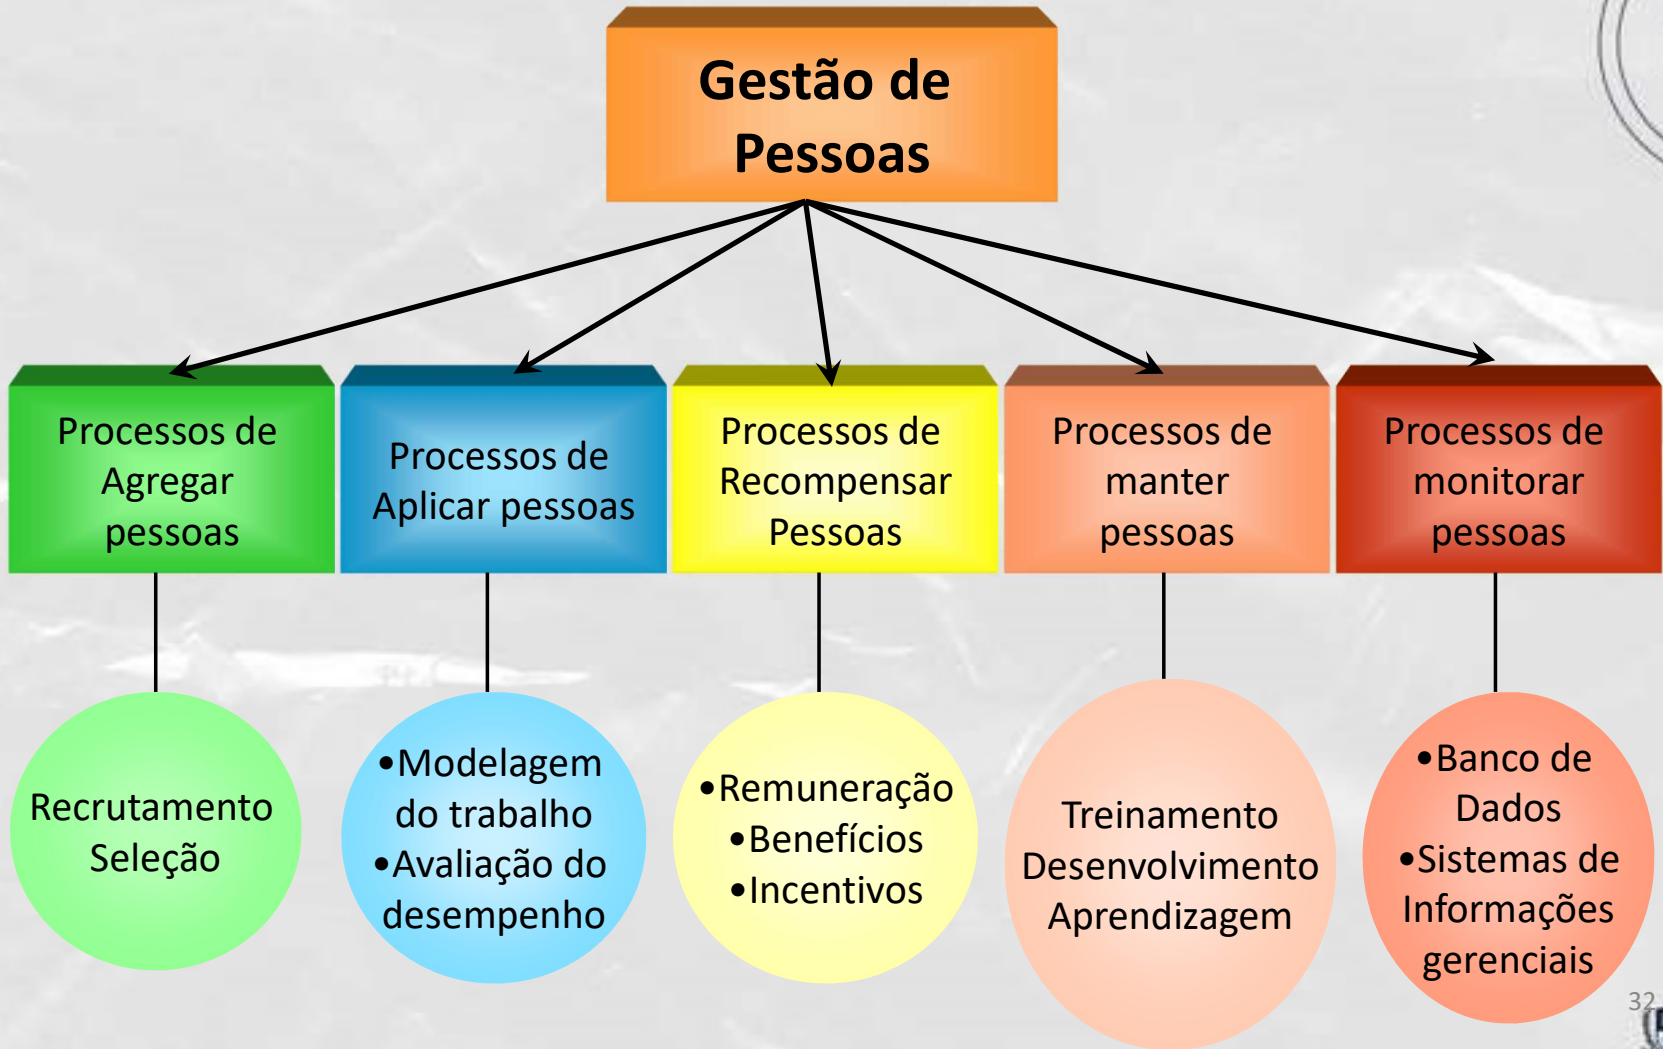 Gestão de
Pessoas
Processos de
Agregar
pessoas
Processos de
Aplicar pessoas
Processos de
Recompensar
Pessoas
Processos de
manter
pessoas
Processos de
monitorar
pessoas
Recrutamento
Seleção
•Modelagem
do trabalho
•Avaliação do
desempenho
•Remuneração
•Benefícios
•Incentivos
Treinamento
Desenvolvimento
Aprendizagem
•Banco de
Dados
•Sistemas de
Informações
gerenciais
32